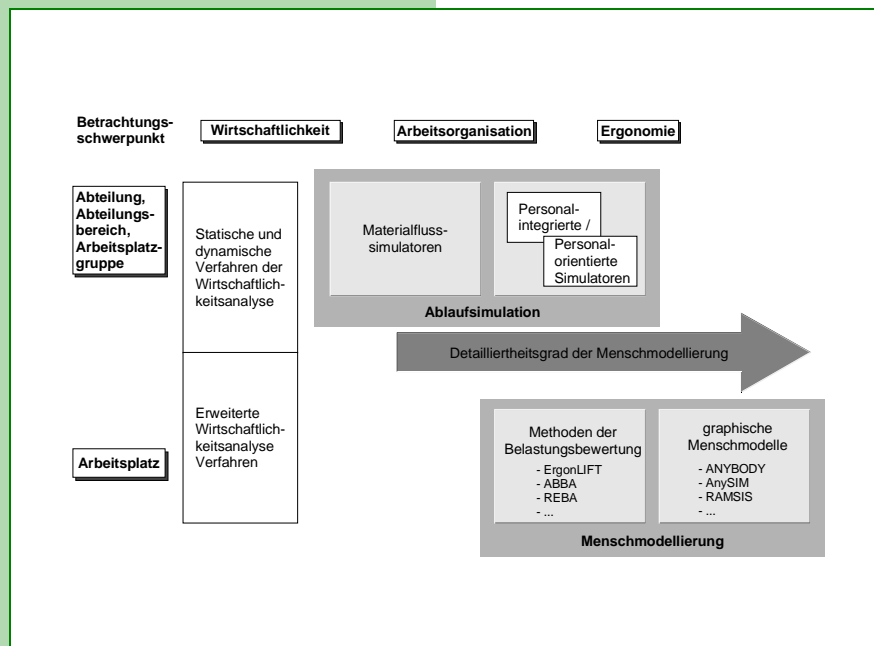 Betrachtungs-
schwerpunkt
Wirtschaftlichkeit
Arbeitsorganisation
Ergonomie
Abteilung,
Abteilungs-
bereich,
Arbeitsplatz-
gruppe
Statische und
dynamische
Verfahren der
Wirtschaftlich-
keitsanalyse
Materialfluss-
simulatoren
Personal-
integrierte /
Personal-
orientierte
Simulatoren
Ablaufsimulation
Detailliertheitsgrad der Menschmodellierung
Arbeitsplatz
Erweiterte
Wirtschaftlich-
keitsanalyse
Verfahren
Methoden der
Belastungsbewertung
- ErgonLIFT
- ABBA
- REBA
- ...
graphische
Menschmodelle
- ANYBODY
- AnySIM
- RAMSIS
- ...
Menschmodellierung